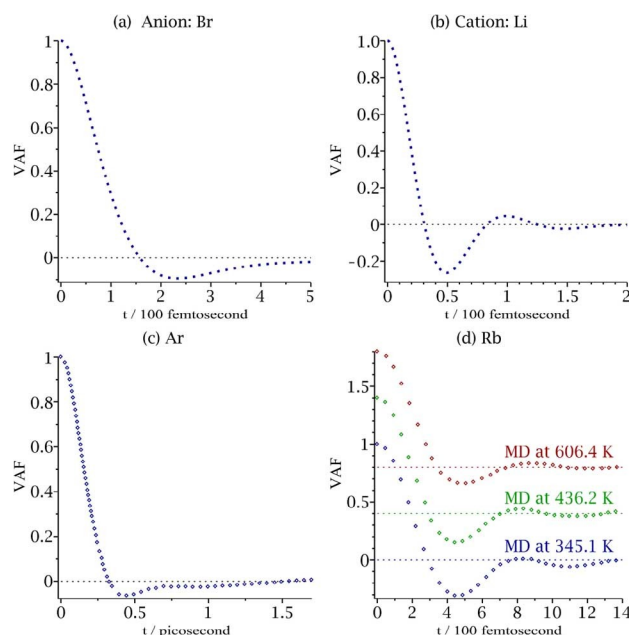 (a) Anion: Br
1
0.8
0.6
VAF
0.4
0.2
0
0 1 2 3 4 5
t / 100 femtosecond
(b) Cation: Li
1.0
0.8
0.6
VAF
0.4
0.2
0
-0.2
0 0.5 1 1.5 2
t / 100 femtosecond
(c) Ar
1
0.8
0.6
VAF
0.4
0.2
0
0 0.5 1 1.5
t / picosecond
(d) Rb
1.5
1
VAF
0.5
0
MD at 606.4 K
MD at 436.2 K
MD at 345.1 K
0 2 4 6 8 10 12 14
t / 100 femtosecond